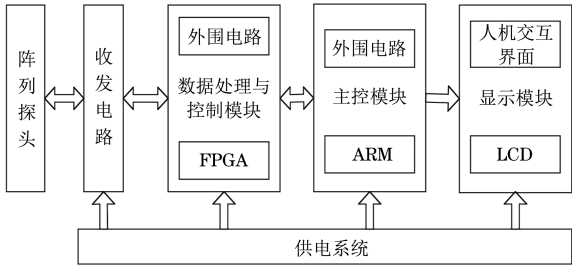 阵列探头
收发电路
外围电路
数据处理与
控制模块
FPGA
外围电路
主控模块
ARM
人机交互
界面
显示模块
LCD
供电系统